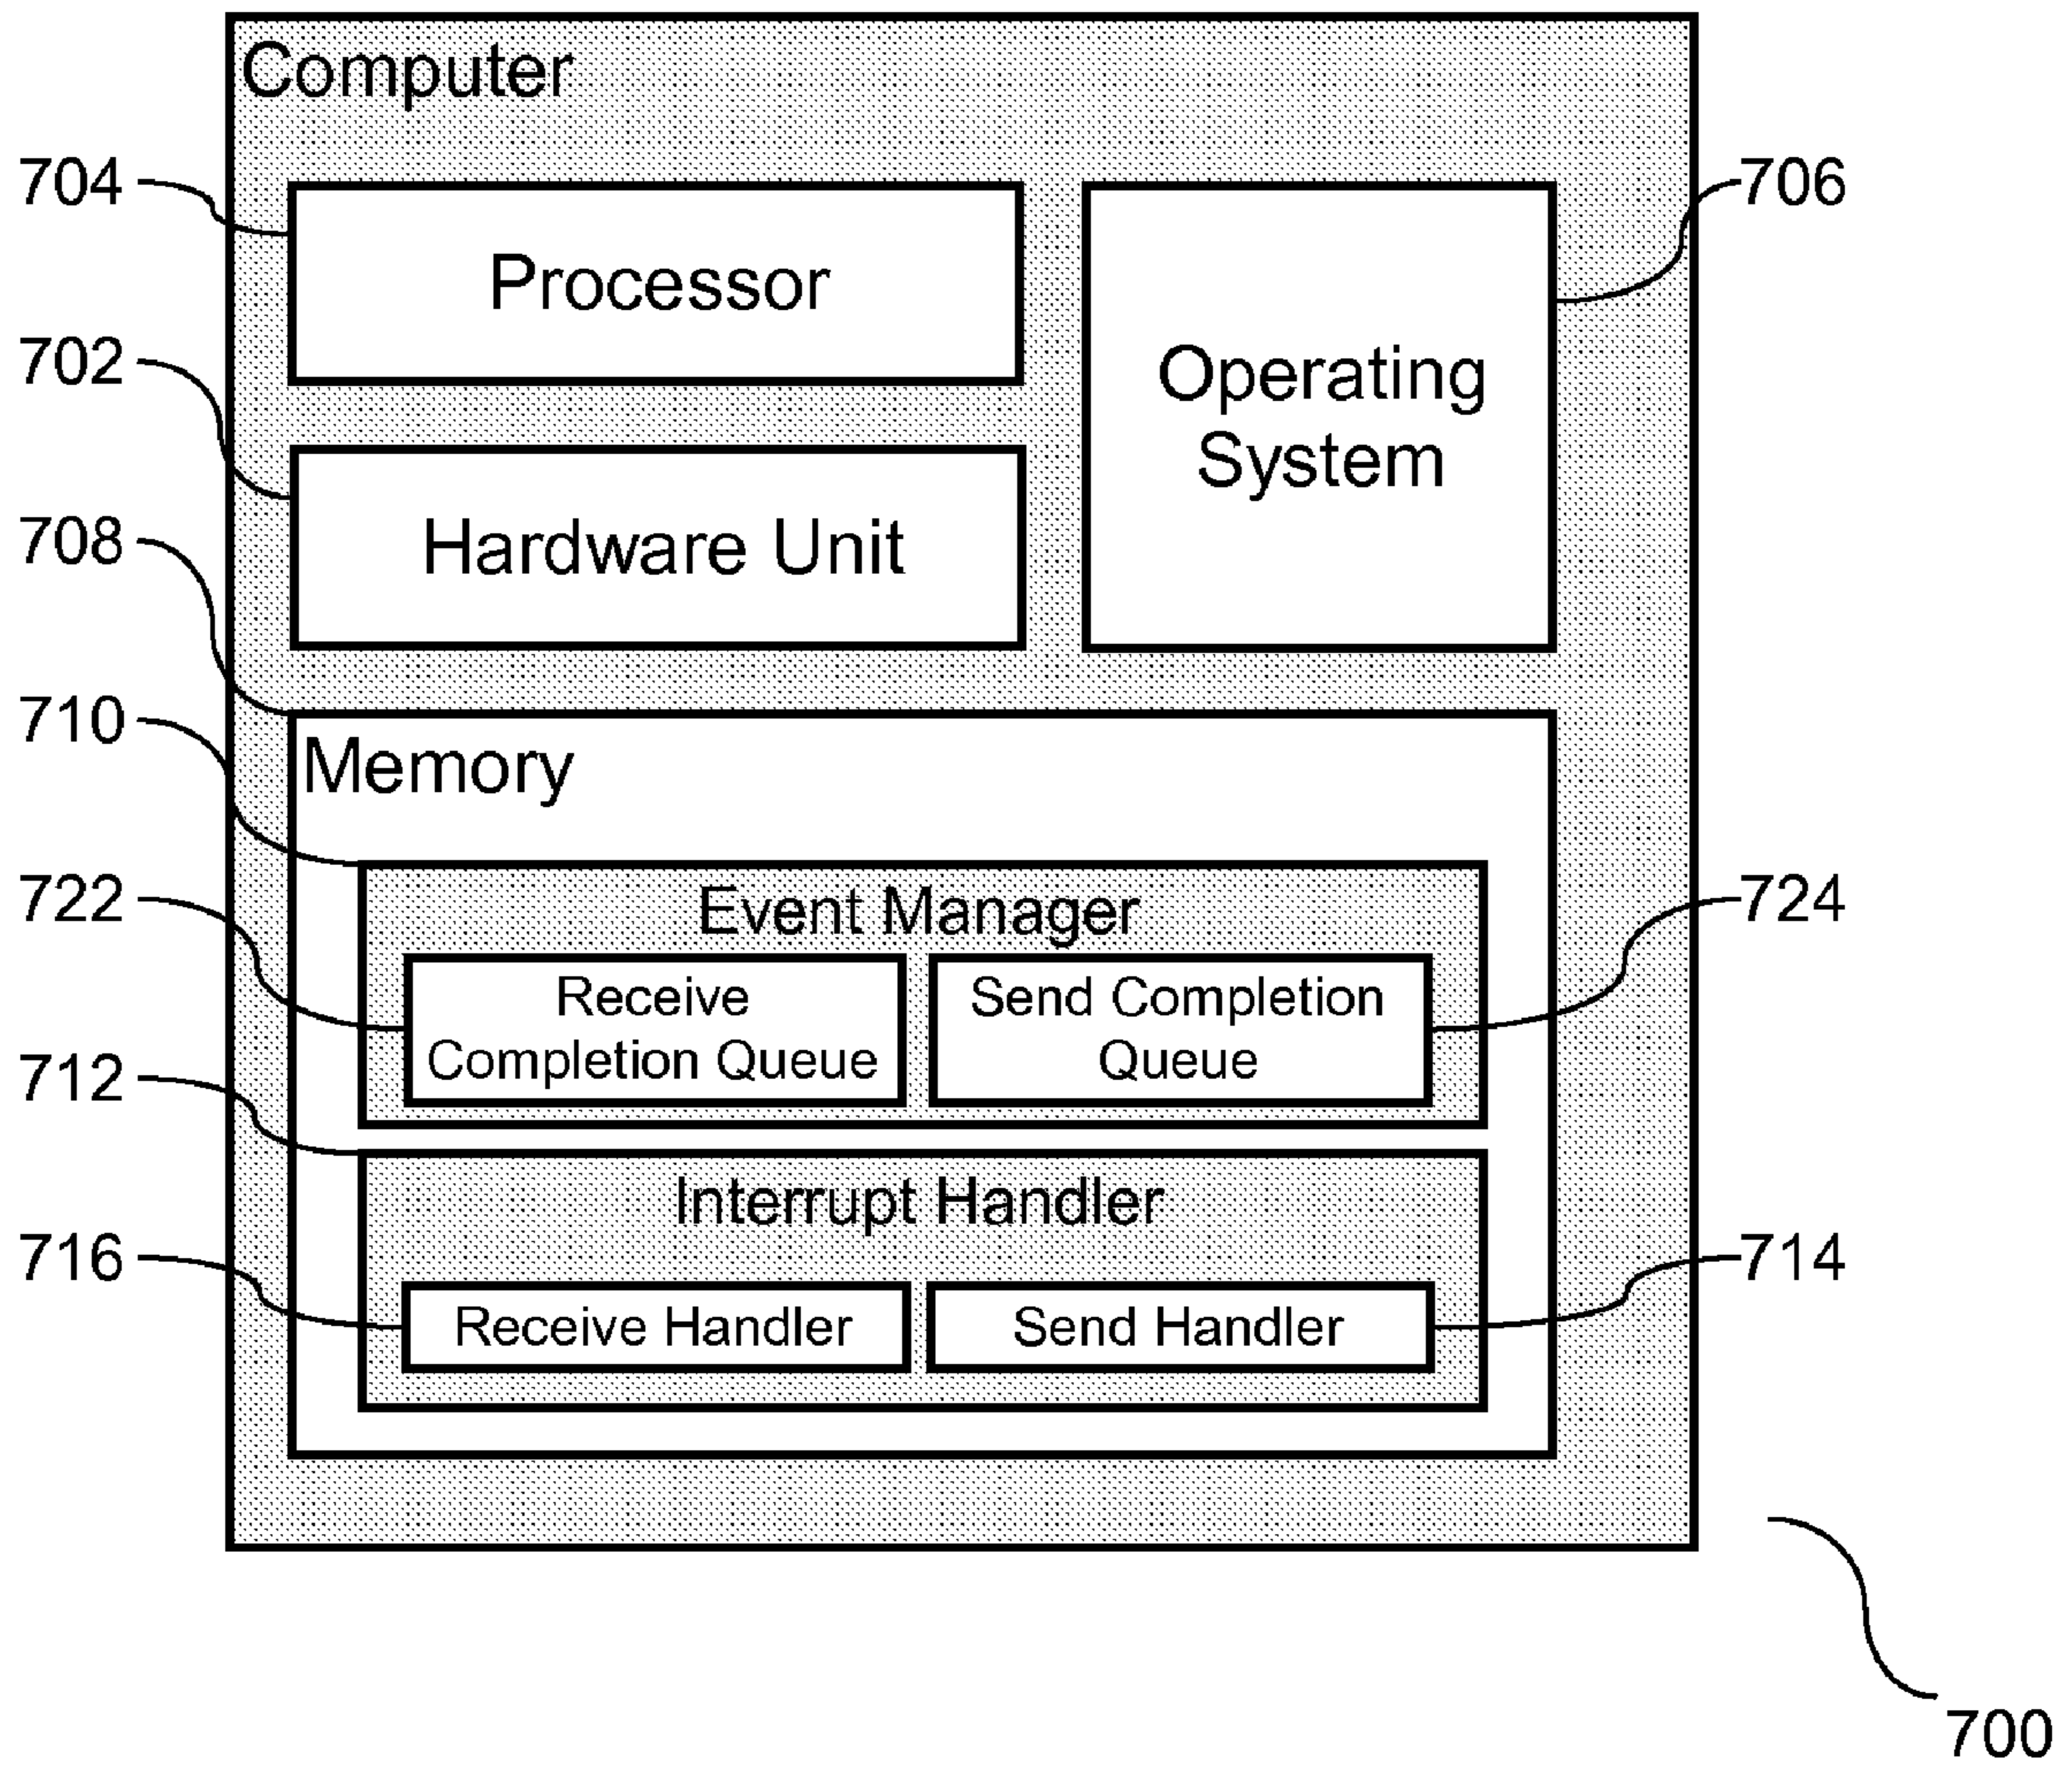 Computer
704
706
Processor
702
Operating
System
Hardware Unit
708
710
Memory
722
Event Manager
724
Receive
Completion Queue
Send Completion
Queue
712
Interrupt Handler
716
714
Receive Handler
Send Handler
700